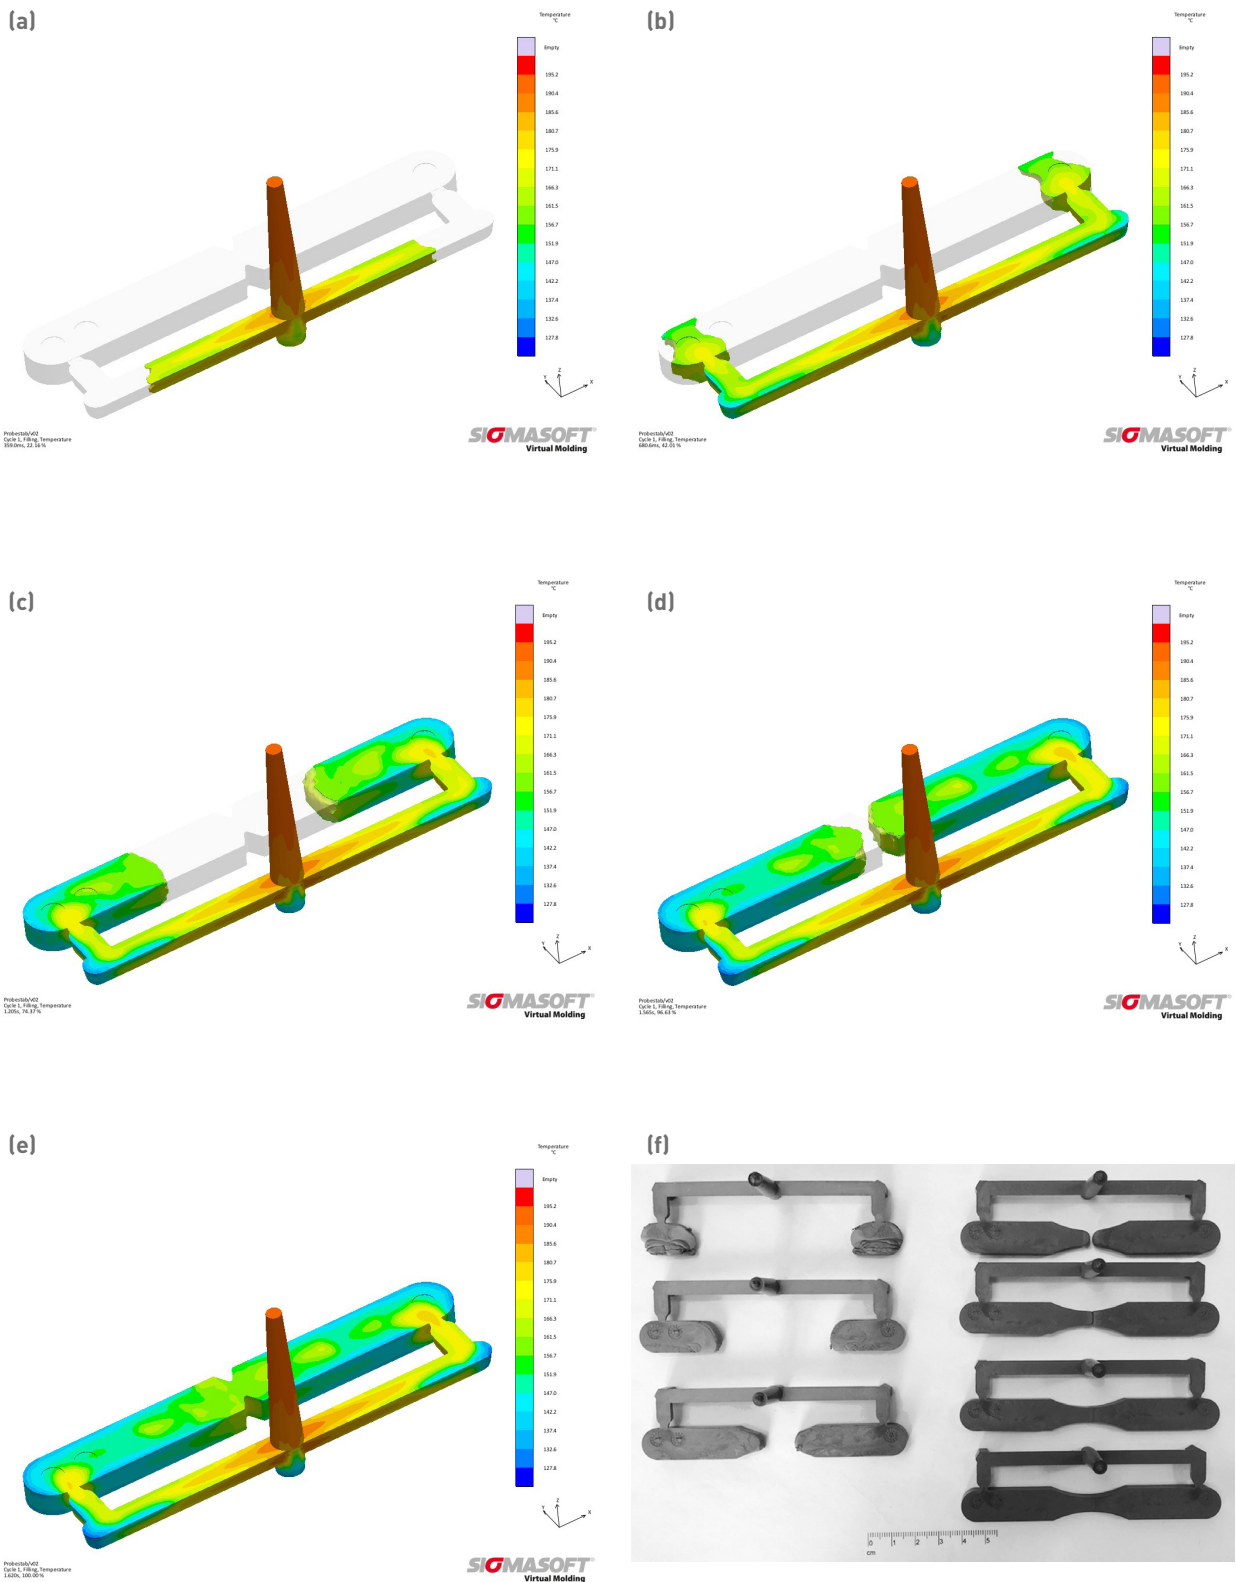 (a)
Temperature
°C
Empty
195.2
190.4
185.6
180.7
175.9
171.1
166.3
161.5
156.7
151.9
147.0
142.2
137.4
132.6
127.8
Z
Y
X
Probestab/v02
Cycle 1, Filling, Temperature
359.0ms, 22.16 %
SIGMASOFT®
Virtual Molding
(b)
Temperature
°C
Empty
195.2
190.4
185.6
180.7
175.9
171.1
166.3
161.5
156.7
151.9
147.0
142.2
137.4
132.6
127.8
Z
Y
X
Probestab/v02
Cycle 1, Filling, Temperature
680.6ms, 42.01 %
SIGMASOFT®
Virtual Molding
(c)
Temperature
°C
Empty
195.2
190.4
185.6
180.7
175.9
171.1
166.3
161.5
156.7
151.9
147.0
142.2
137.4
132.6
127.8
Z
Y
X
Probestab/v02
Cycle 1, Filling, Temperature
1.205s, 74.37 %
SIGMASOFT®
Virtual Molding
(d)
Temperature
°C
Empty
195.2
190.4
185.6
180.7
175.9
171.1
166.3
161.5
156.7
151.9
147.0
142.2
137.4
132.6
127.8
Z
Y
X
Probestab/v02
Cycle 1, Filling, Temperature
1.565s, 96.63 %
SIGMASOFT®
Virtual Molding
(e)
Temperature
°C
Empty
195.2
190.4
185.6
180.7
175.9
171.1
166.3
161.5
156.7
151.9
147.0
142.2
137.4
132.6
127.8
Z
Y
X
Probestab/v02
Cycle 1, Filling, Temperature
1.620s, 100.00 %
SIGMASOFT®
Virtual Molding
(f)
0 1 2 3 4 5
cm